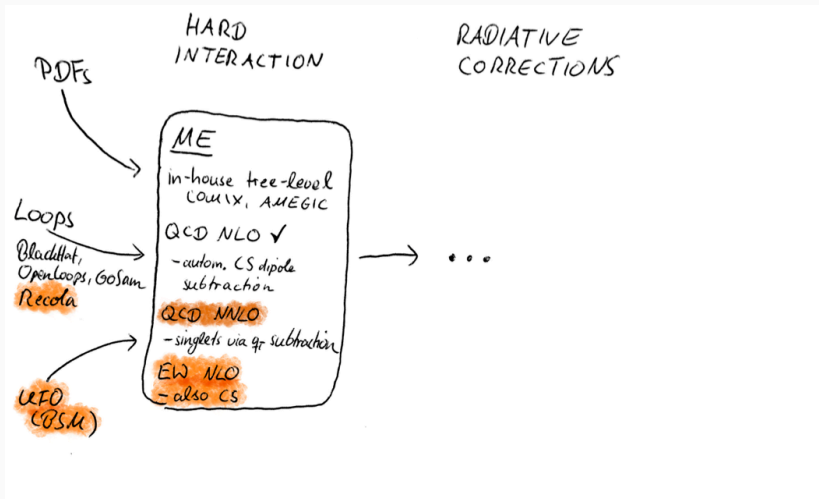 HARD
INTERACTION
RADIATIVE
CORRECTIONS
PDFs
ME
in-house tree-level
COMIX, AMEGIC
Loops
BlackHat,
OpenLoops, GoSam
Recola
QCD NLO ✓
- autom. CS dipole
subtraction
QCD NNLO
- singlets via qT subtraction
EW NLO
- also CS
UFO
(BSM)
...